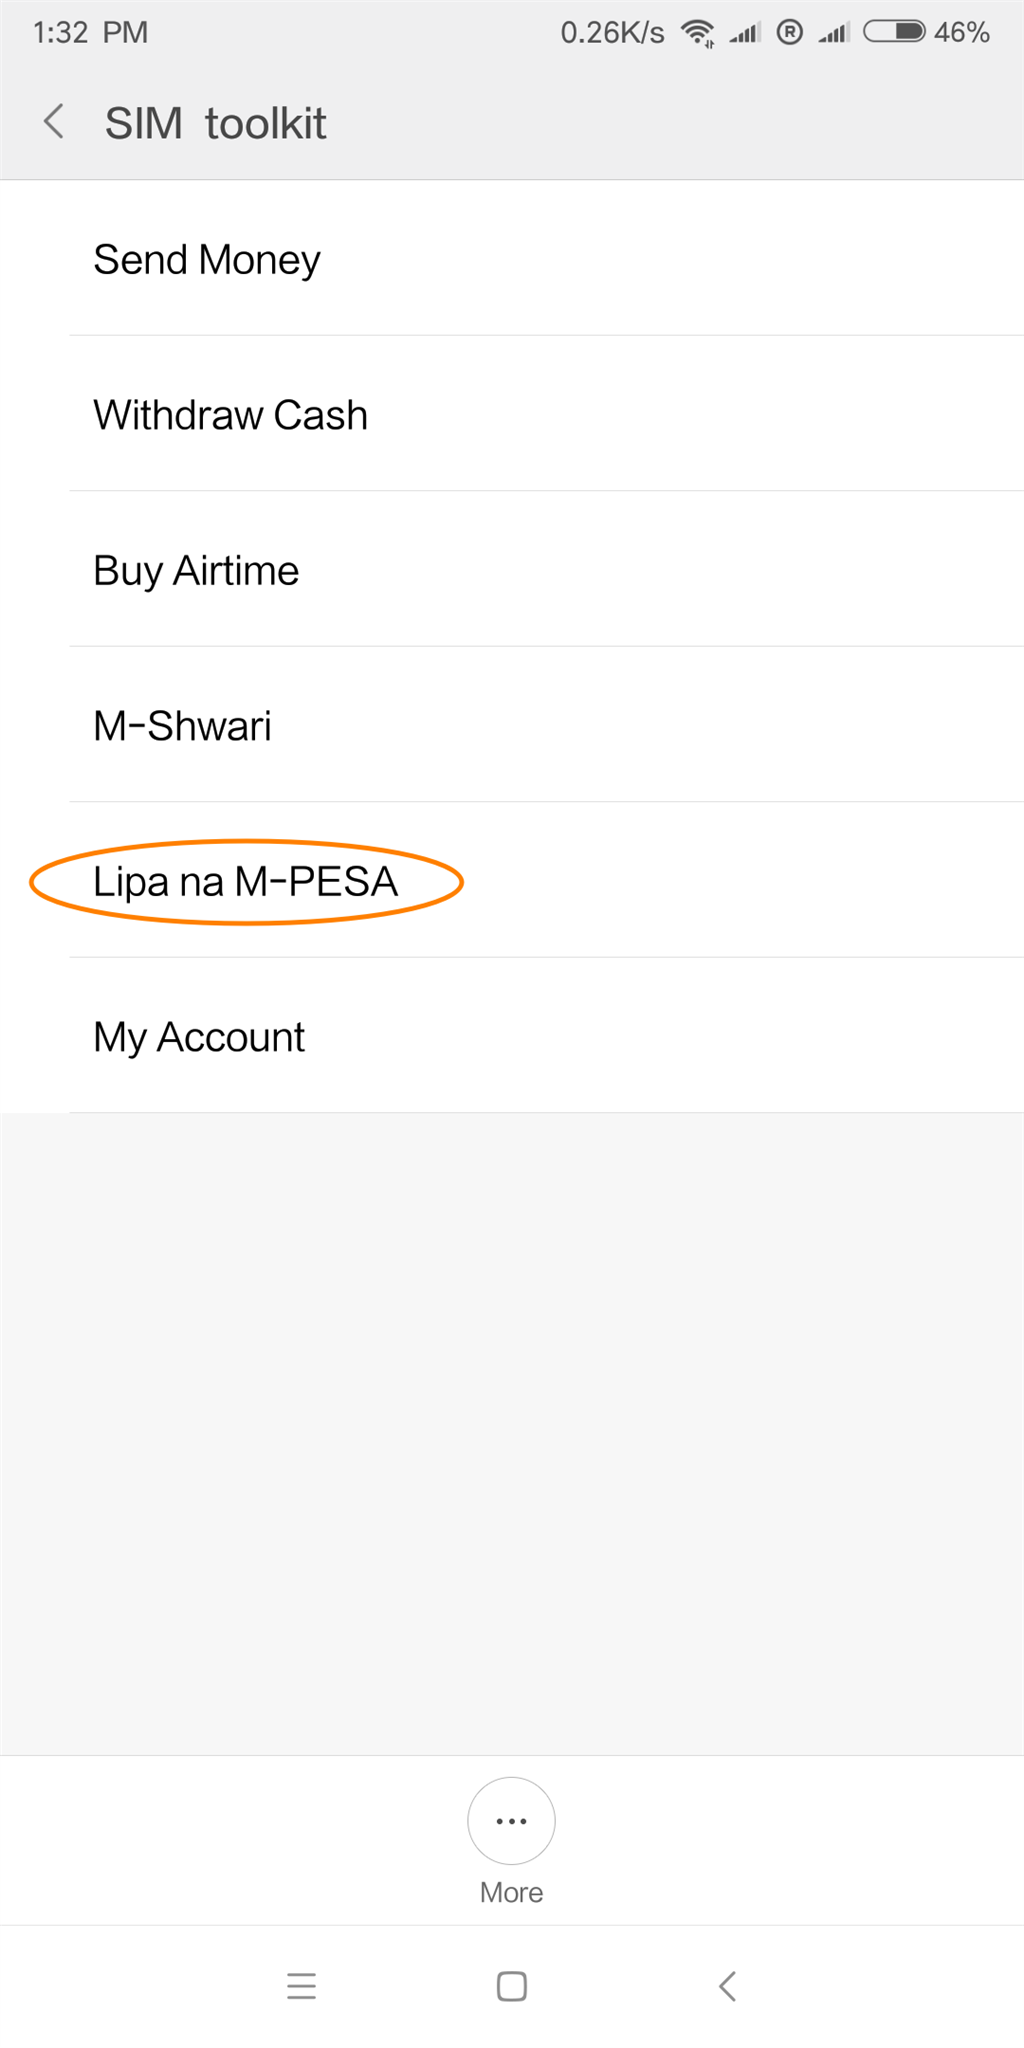 1:32 PM 0.26K/s R 46%
SIM toolkit
Send Money
Withdraw Cash
Buy Airtime
M-Shwari
Lipa na M-PESA
My Account
More